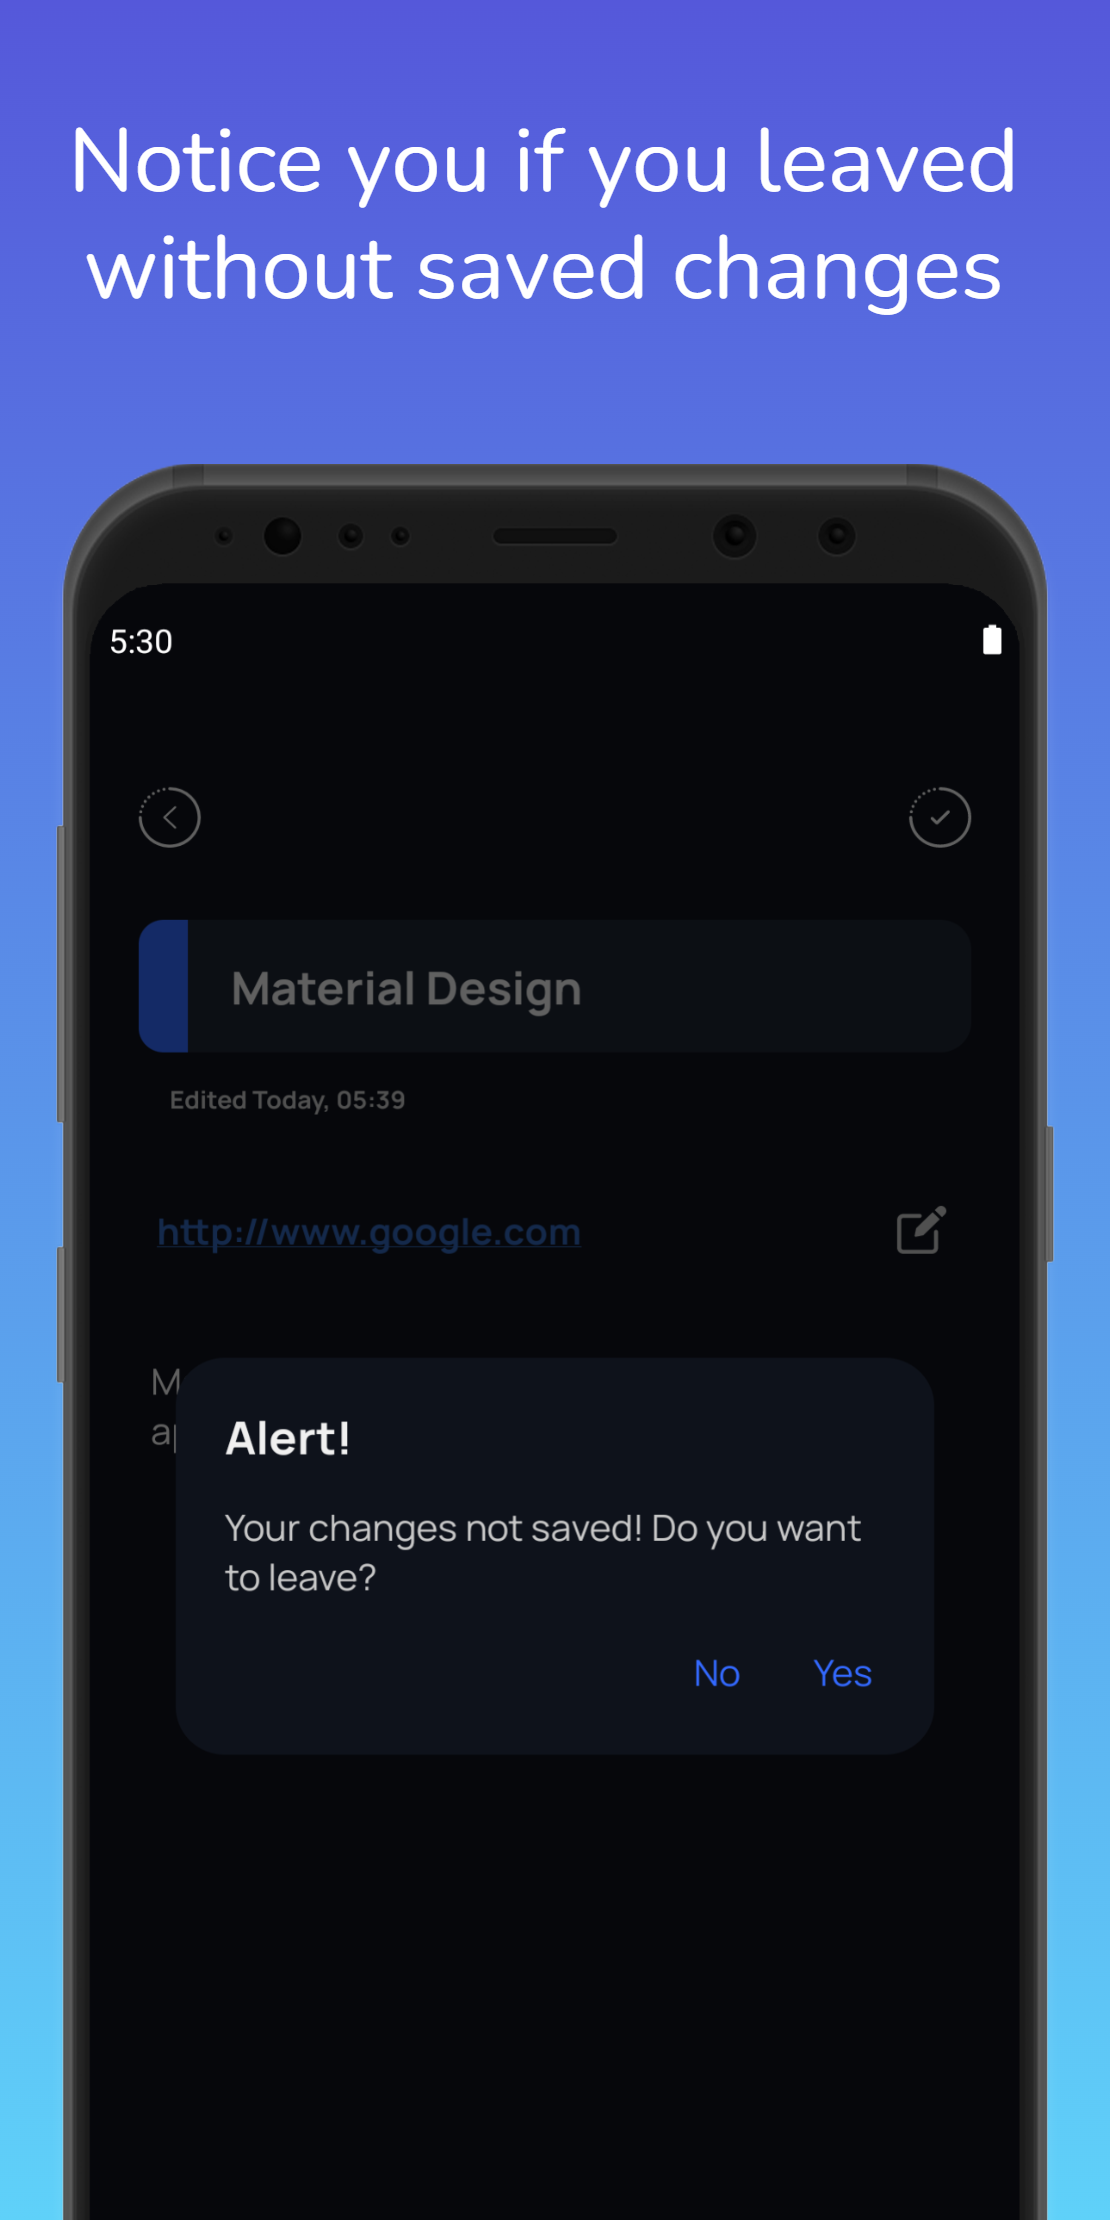 Notice you if you leaved
without saved changes
5:30
Material Design
Edited Today, 05:39
http://www.google.com
Alert!
Your changes not saved! Do you want
to leave?
No Yes